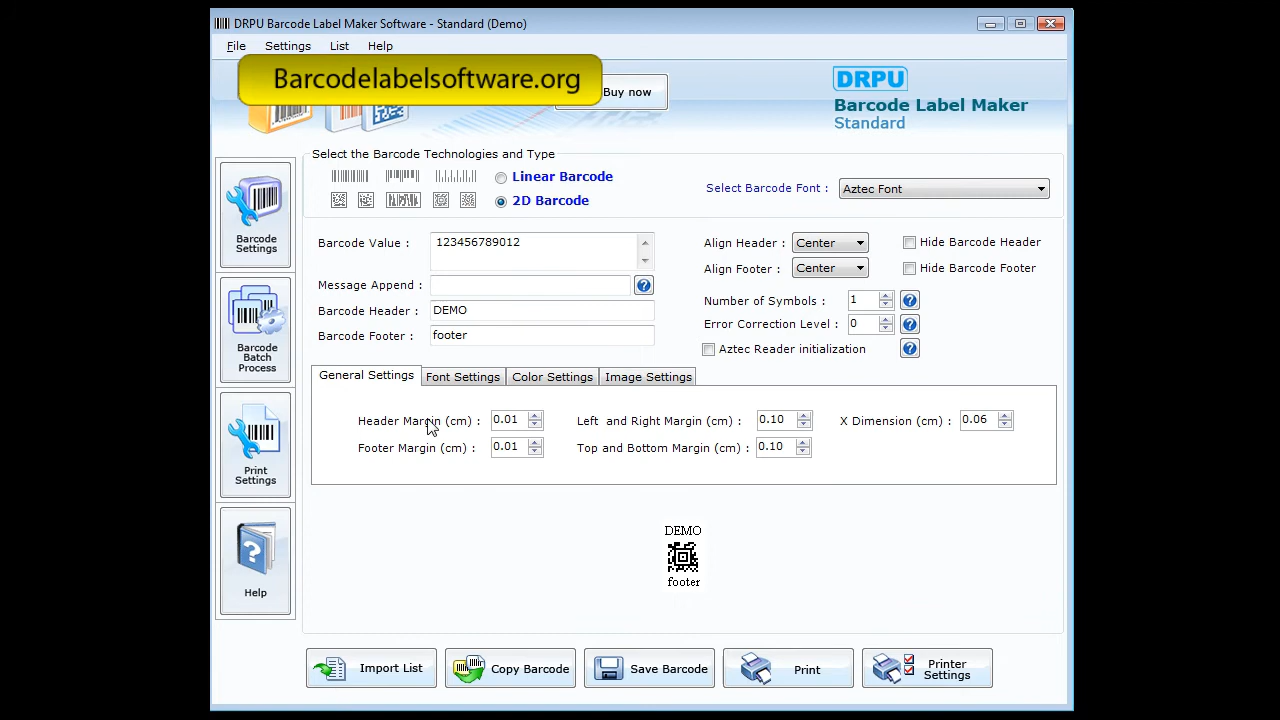 DRPU Barcode Label Maker Software - Standard (Demo)
File Settings List Help
Barcodelabelsoftware.org
Buy now
DRPU
Barcode Label Maker
Standard
Select the Barcode Technologies and Type
Linear Barcode
2D Barcode
Select Barcode Font :
Aztec Font
Barcode Settings
Barcode Batch Process
Print Settings
Help
Barcode Value : 123456789012
Message Append :
Barcode Header : DEMO
Barcode Footer : footer
Align Header : Center
Hide Barcode Header
Align Footer : Center
Hide Barcode Footer
Number of Symbols : 1
Error Correction Level : 0
Aztec Reader initialization
General Settings Font Settings Color Settings Image Settings
Header Margin (cm) : 0.01 Left and Right Margin (cm) : 0.10 X Dimension (cm) : 0.06
Footer Margin (cm) : 0.01 Top and Bottom Margin (cm) : 0.10
DEMO
footer
Import List Copy Barcode Save Barcode Print Printer Settings